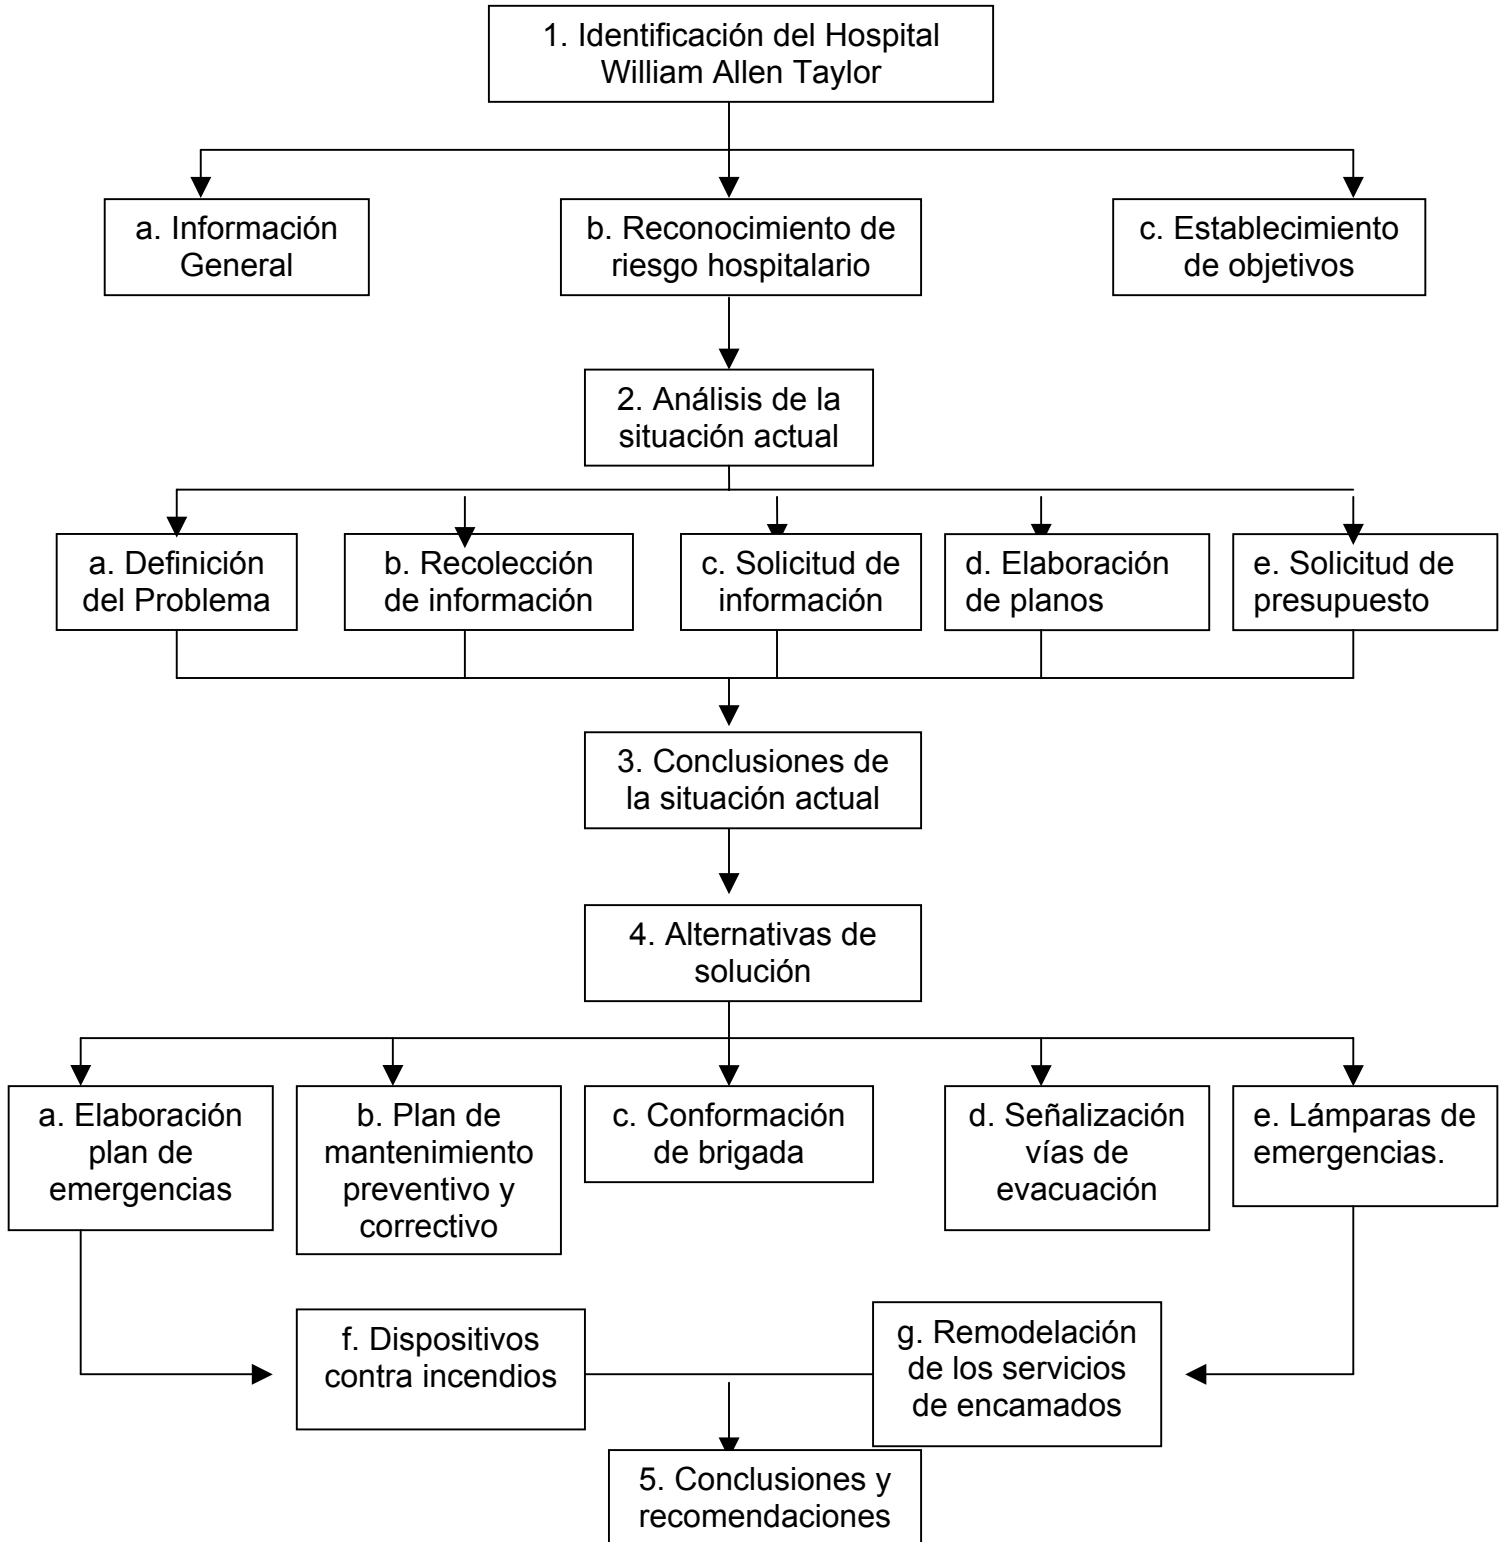 1. Identificación del Hospital
William Allen Taylor
a. Información
General
b. Reconocimiento de
riesgo hospitalario
c. Establecimiento
de objetivos
2. Análisis de la
situación actual
a. Definición
del Problema
b. Recolección
de información
c. Solicitud de
información
d. Elaboración
de planos
e. Solicitud de
presupuesto
3. Conclusiones de
la situación actual
4. Alternativas de
solución
a. Elaboración
plan de
emergencias
b. Plan de
mantenimiento
preventivo y
correctivo
c. Conformación
de brigada
d. Señalización
vías de
evacuación
e. Lámparas de
emergencias.
f. Dispositivos
contra incendios
g. Remodelación
de los servicios
de encamados
5. Conclusiones y
recomendaciones